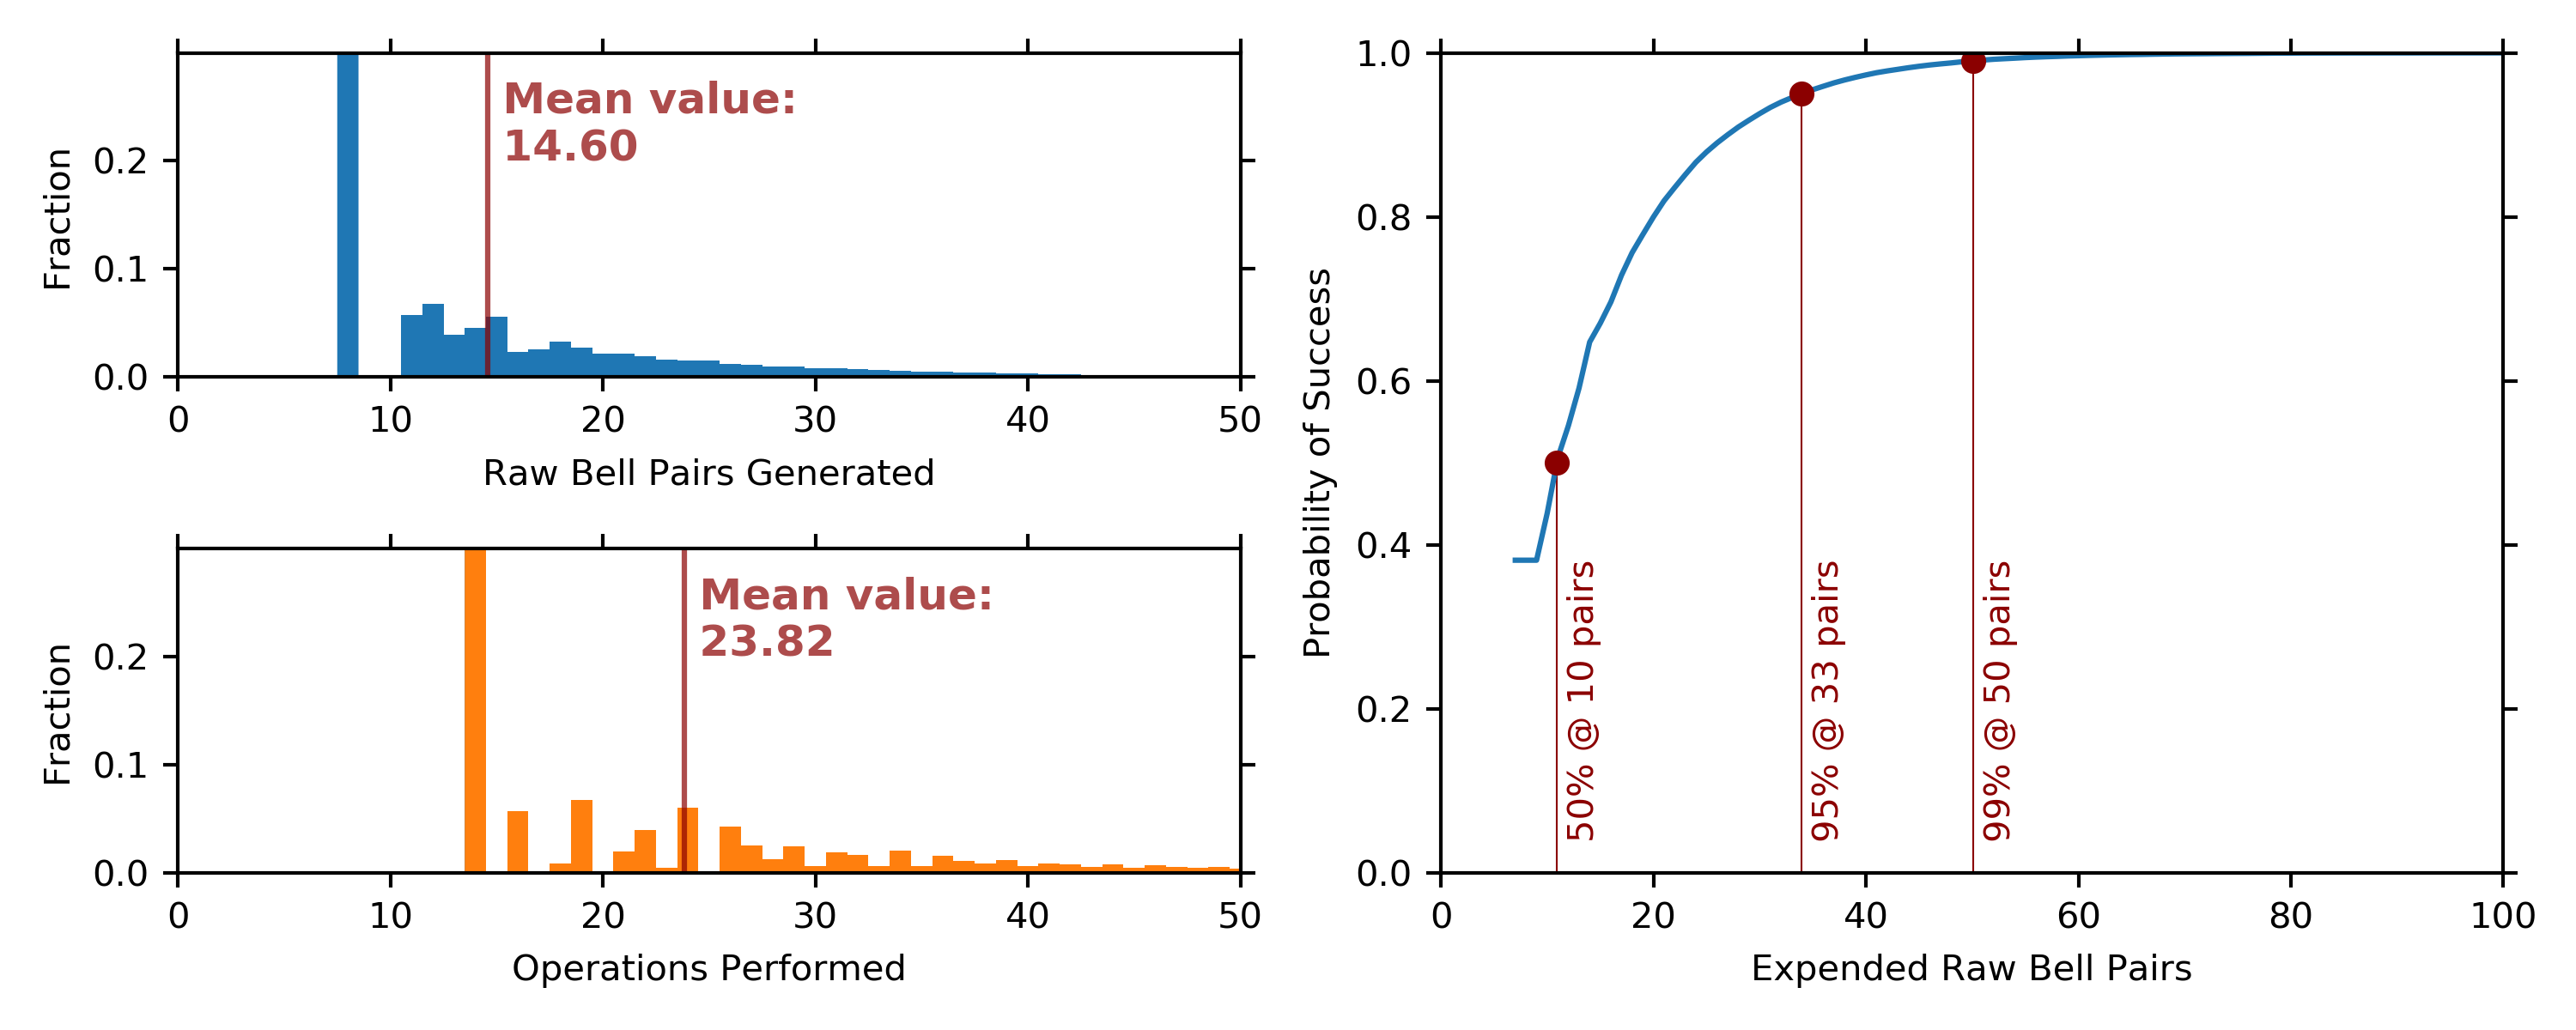 Fraction
0.2
0.1
0.0
Mean value:
14.60
0 10 20 30 40 50
Raw Bell Pairs Generated
Fraction
0.2
0.1
0.0
Mean value:
23.82
0 10 20 30 40 50
Operations Performed
Probability of Success
1.0
0.8
0.6
0.4
0.2
0.0
50% @ 10 pairs
95% @ 33 pairs
99% @ 50 pairs
0 20 40 60 80 100
Expended Raw Bell Pairs